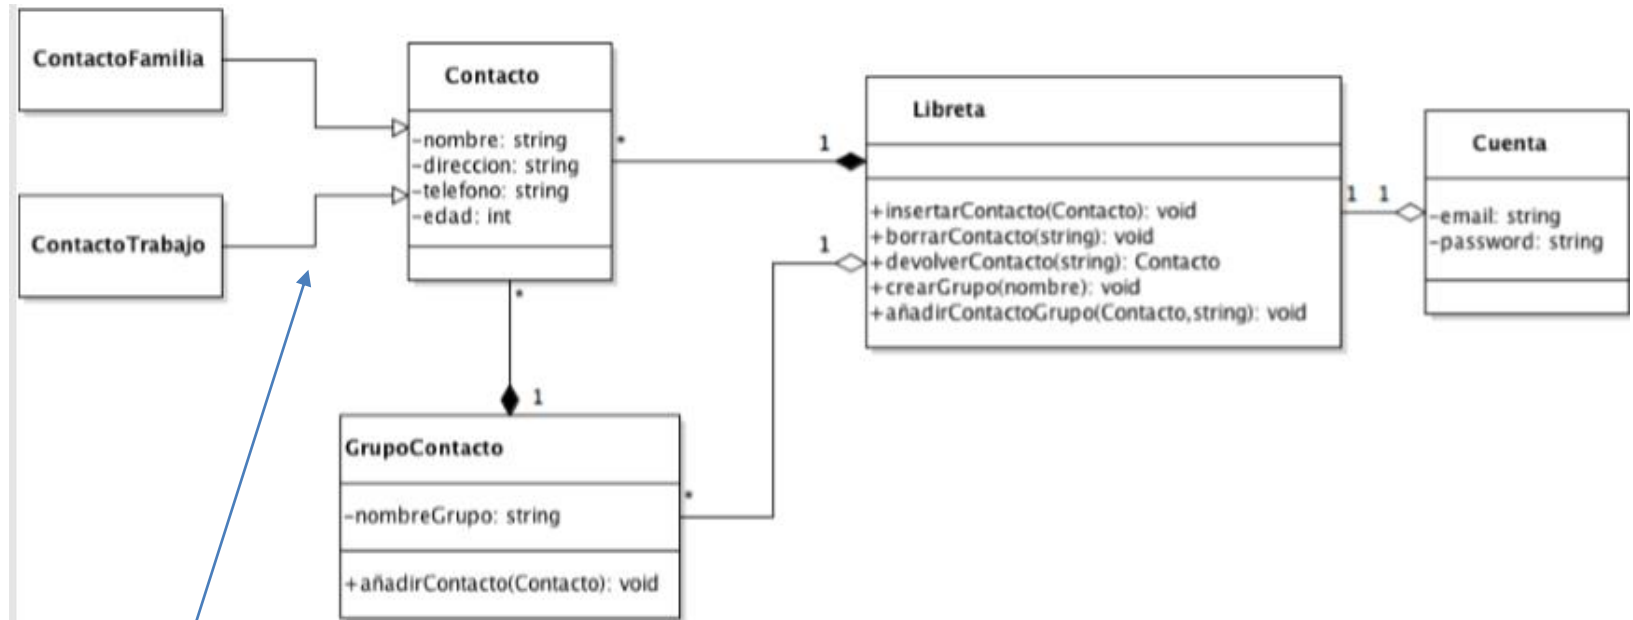 ContactoFamilia
ContactoTrabajo
Contacto
-nombre: string
-direccion: string
-telefono: string
-edad: int
*
1
*
1
Libreta
+insertarContacto(Contacto): void
+borrarContacto(string): void
+devolverContacto(string): Contacto
+crearGrupo(nombre): void
+añadirContactoGrupo(Contacto,string): void
1
1 1
Cuenta
-email: string
-password: string
GrupoContacto
-nombreGrupo: string
+añadirContacto(Contacto): void
*